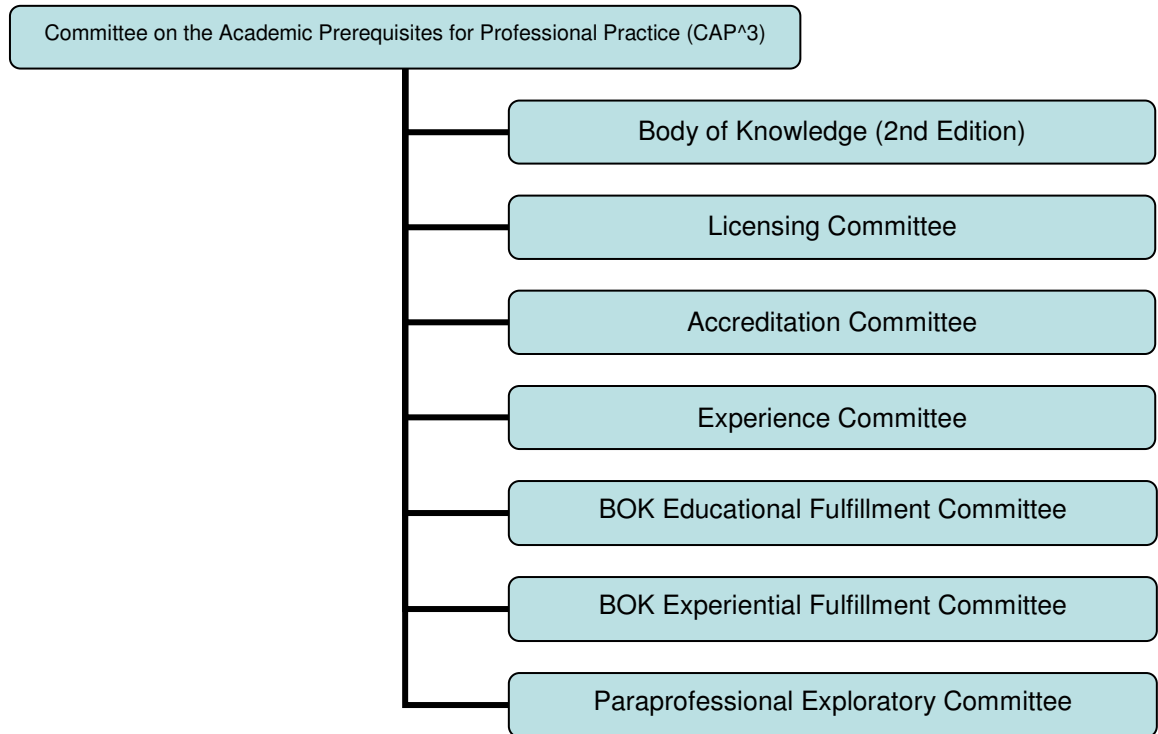 Committee on the Academic Prerequisites for Professional Practice (CAP^3)
Body of Knowledge (2nd Edition)
Licensing Committee
Accreditation Committee
Experience Committee
BOK Educational Fulfillment Committee
BOK Experiential Fulfillment Committee
Paraprofessional Exploratory Committee